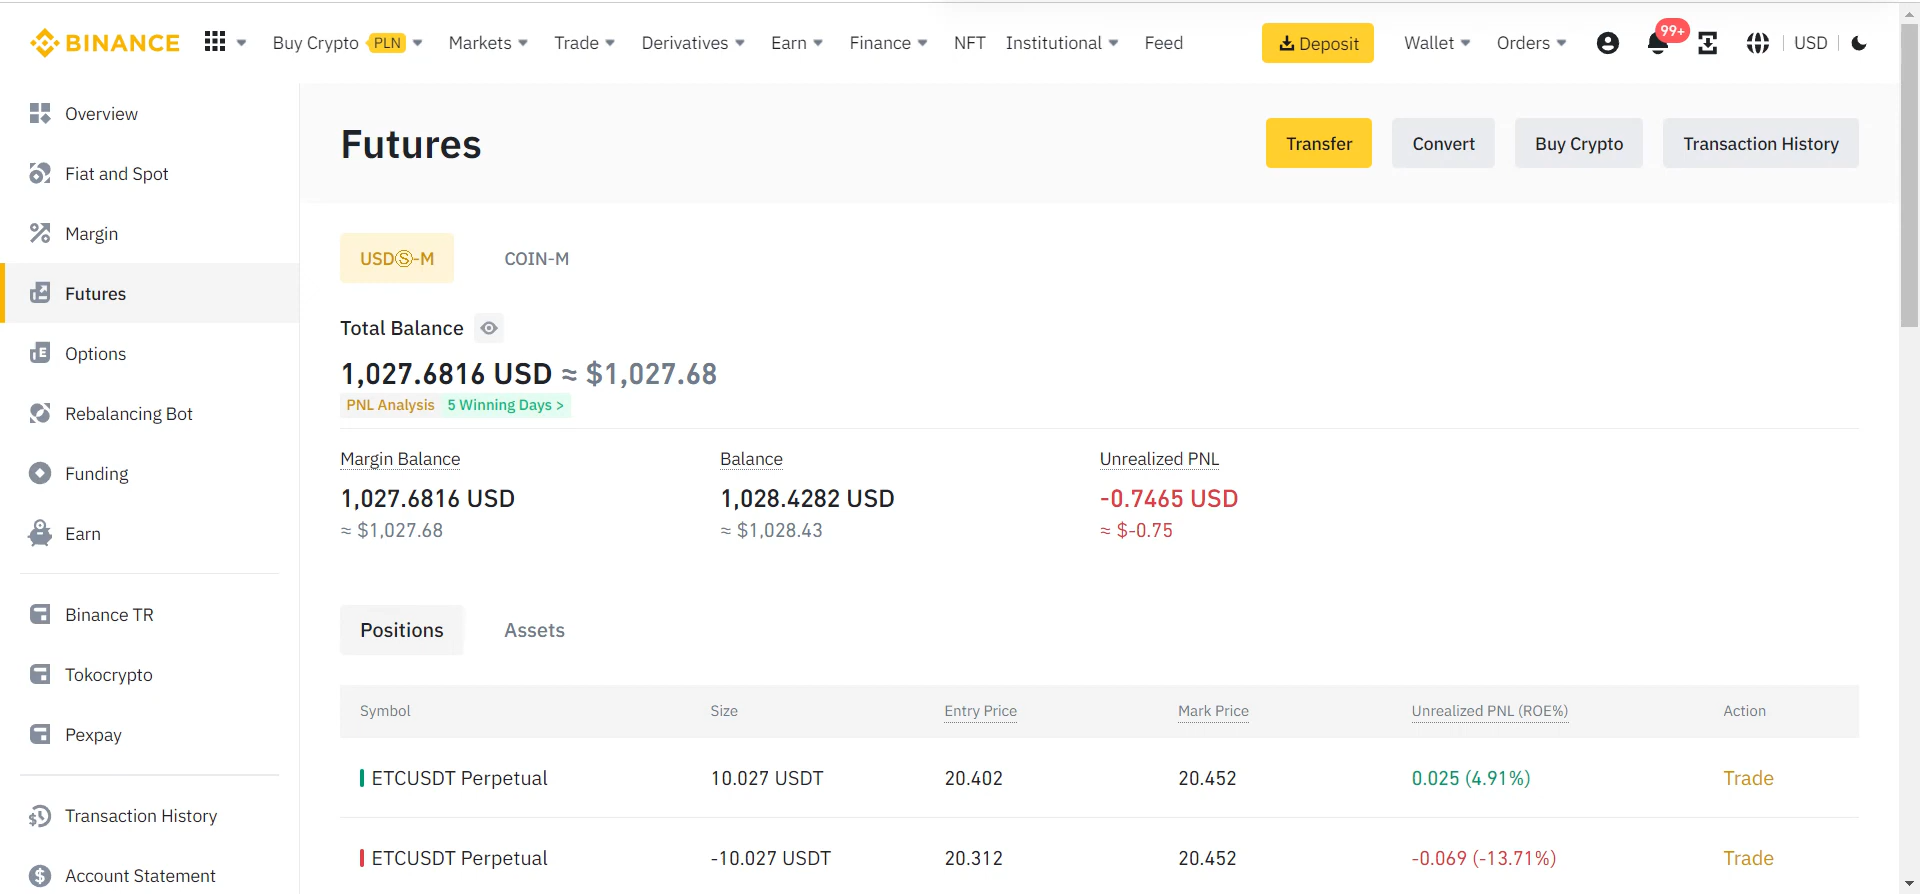 BINANCE
Buy Crypto PLN Markets Trade Derivatives Earn Finance NFT Institutional Feed Deposit Wallet Orders 99+ USD
Overview
Fiat and Spot
Margin
Futures
Options
Rebalancing Bot
Funding
Earn
Binance TR
Tokocrypto
Pexpay
Transaction History
Account Statement
Futures
Transfer Convert Buy Crypto Transaction History
USDⓈ-M COIN-M
Total Balance
1,027.6816 USD ≈ $1,027.68
PNL Analysis 5 Winning Days >
Margin Balance Balance Unrealized PNL
1,027.6816 USD 1,028.4282 USD -0.7465 USD
≈ $1,027.68 ≈ $1,028.43 ≈ $-0.75
Positions Assets
Symbol Size Entry Price Mark Price Unrealized PNL (ROE%) Action
ETCUSDT Perpetual 10.027 USDT 20.402 20.452 0.025 (4.91%) Trade
ETCUSDT Perpetual -10.027 USDT 20.312 20.452 -0.069 (-13.71%) Trade